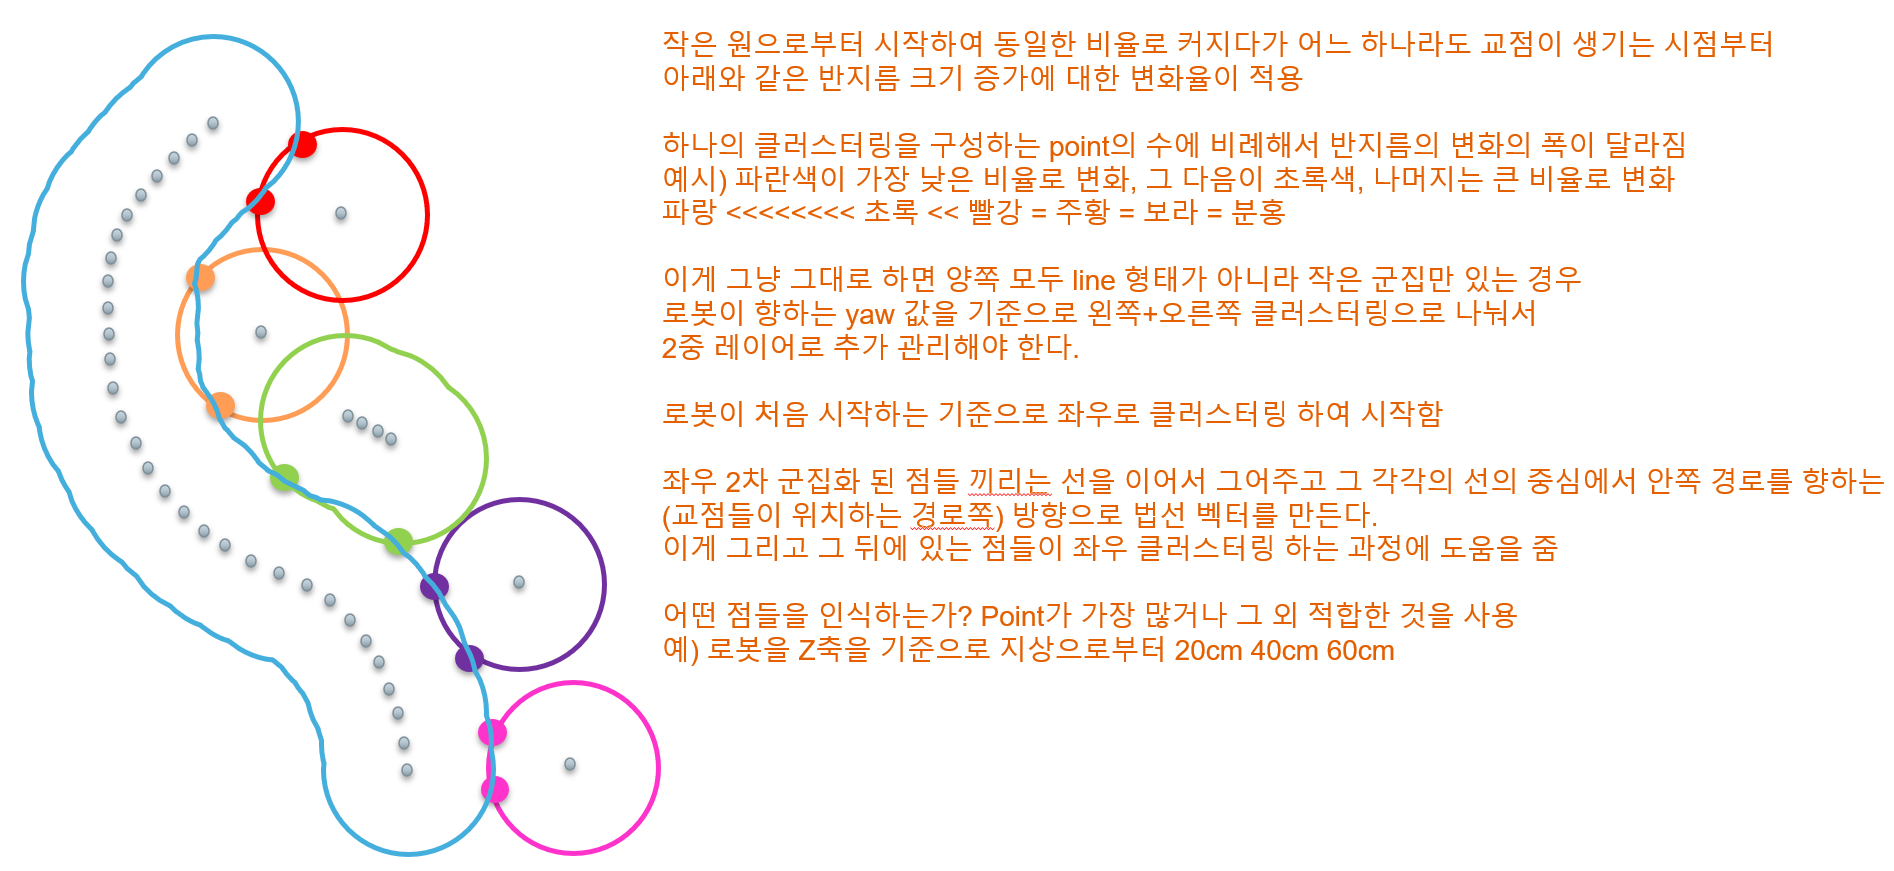 작은 원으로부터 시작하여 동일한 비율로 커지다가 어느 하나라도 교점이 생기는 시점부터
아래와 같은 반지름 크기 증가에 대한 변화율이 적용
하나의 클러스터링을 구성하는 point의 수에 비례해서 반지름의 변화의 폭이 달라짐
예시) 파란색이 가장 낮은 비율로 변화, 그 다음이 초록색, 나머지는 큰 비율로 변화
파랑 <<<<<<<< 초록 << 빨강 = 주황 = 보라 = 분홍
이게 그냥 그대로 하면 양쪽 모두 line 형태가 아니라 작은 군집만 있는 경우
로봇이 향하는 yaw 값을 기준으로 왼쪽+오른쪽 클러스터링으로 나눠서
2중 레이어로 추가 관리해야 한다.
로봇이 처음 시작하는 기준으로 좌우로 클러스터링 하여 시작함
좌우 2차 군집화 된 점들 끼리는 선을 이어서 그어주고 그 각각의 선의 중심에서 안쪽 경로를 향하는
(교점들이 위치하는 경로쪽) 방향으로 법선 벡터를 만든다.
이게 그리고 그 뒤에 있는 점들이 좌우 클러스터링 하는 과정에 도움을 줌
어떤 점들을 인식하는가? Point가 가장 많거나 그 외 적합한 것을 사용
예) 로봇을 Z축을 기준으로 지상으로부터 20cm 40cm 60cm